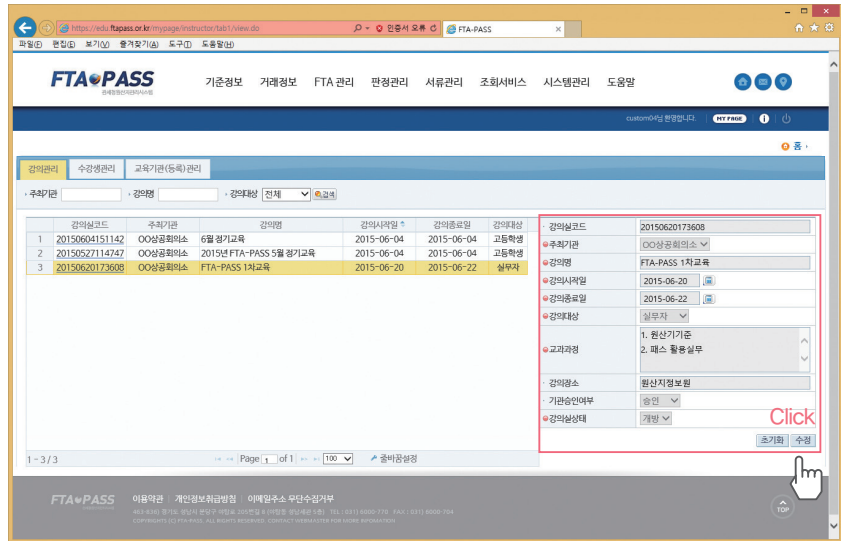 https://edu.ftapass.or.kr/mypage/instructor/tab1/view.do
인증서 오류
FTA-PASS
파일(F) 편집(E) 보기(V) 즐겨찾기(A) 도구(T) 도움말(H)
FTA PASS
기준정보 거래정보 FTA 관리 판정관리 서류관리 조회서비스 시스템관리 도움말
custom04님 환영합니다. MY PAGE
홈
강의관리 수강생관리 교육기관(등록)관리
주최기관 강의명 강의대상 전체 검색
강의실코드 주최기관 강의명 강의시작일 강의종료일 강의대상
1 20150604151142 OO상공회의소 6월 정기교육 2015-06-04 2015-06-04 고등학생
2 20150527114747 OO상공회의소 2015년 FTA-PASS 5월 정기교육 2015-06-04 2015-06-04 고등학생
3 20150620173608 OO상공회의소 FTA-PASS 1차교육 2015-06-20 2015-06-22 실무자
강의실코드 20150620173608
주최기관 OO상공회의소
강의명 FTA-PASS 1차교육
강의시작일 2015-06-20
강의종료일 2015-06-22
강의대상 실무자
교과과정 1. 원산기기준
2. 패스 활용실무
강의장소 원산지정보원
기관승인여부 승인
강의실상태 개방
Click
초기화 수정
1 - 3 / 3 Page 1 of 1 100 줄바꿈설정
FTA PASS 이용약관 개인정보취급방침 이메일주소 무단수집거부
TOP